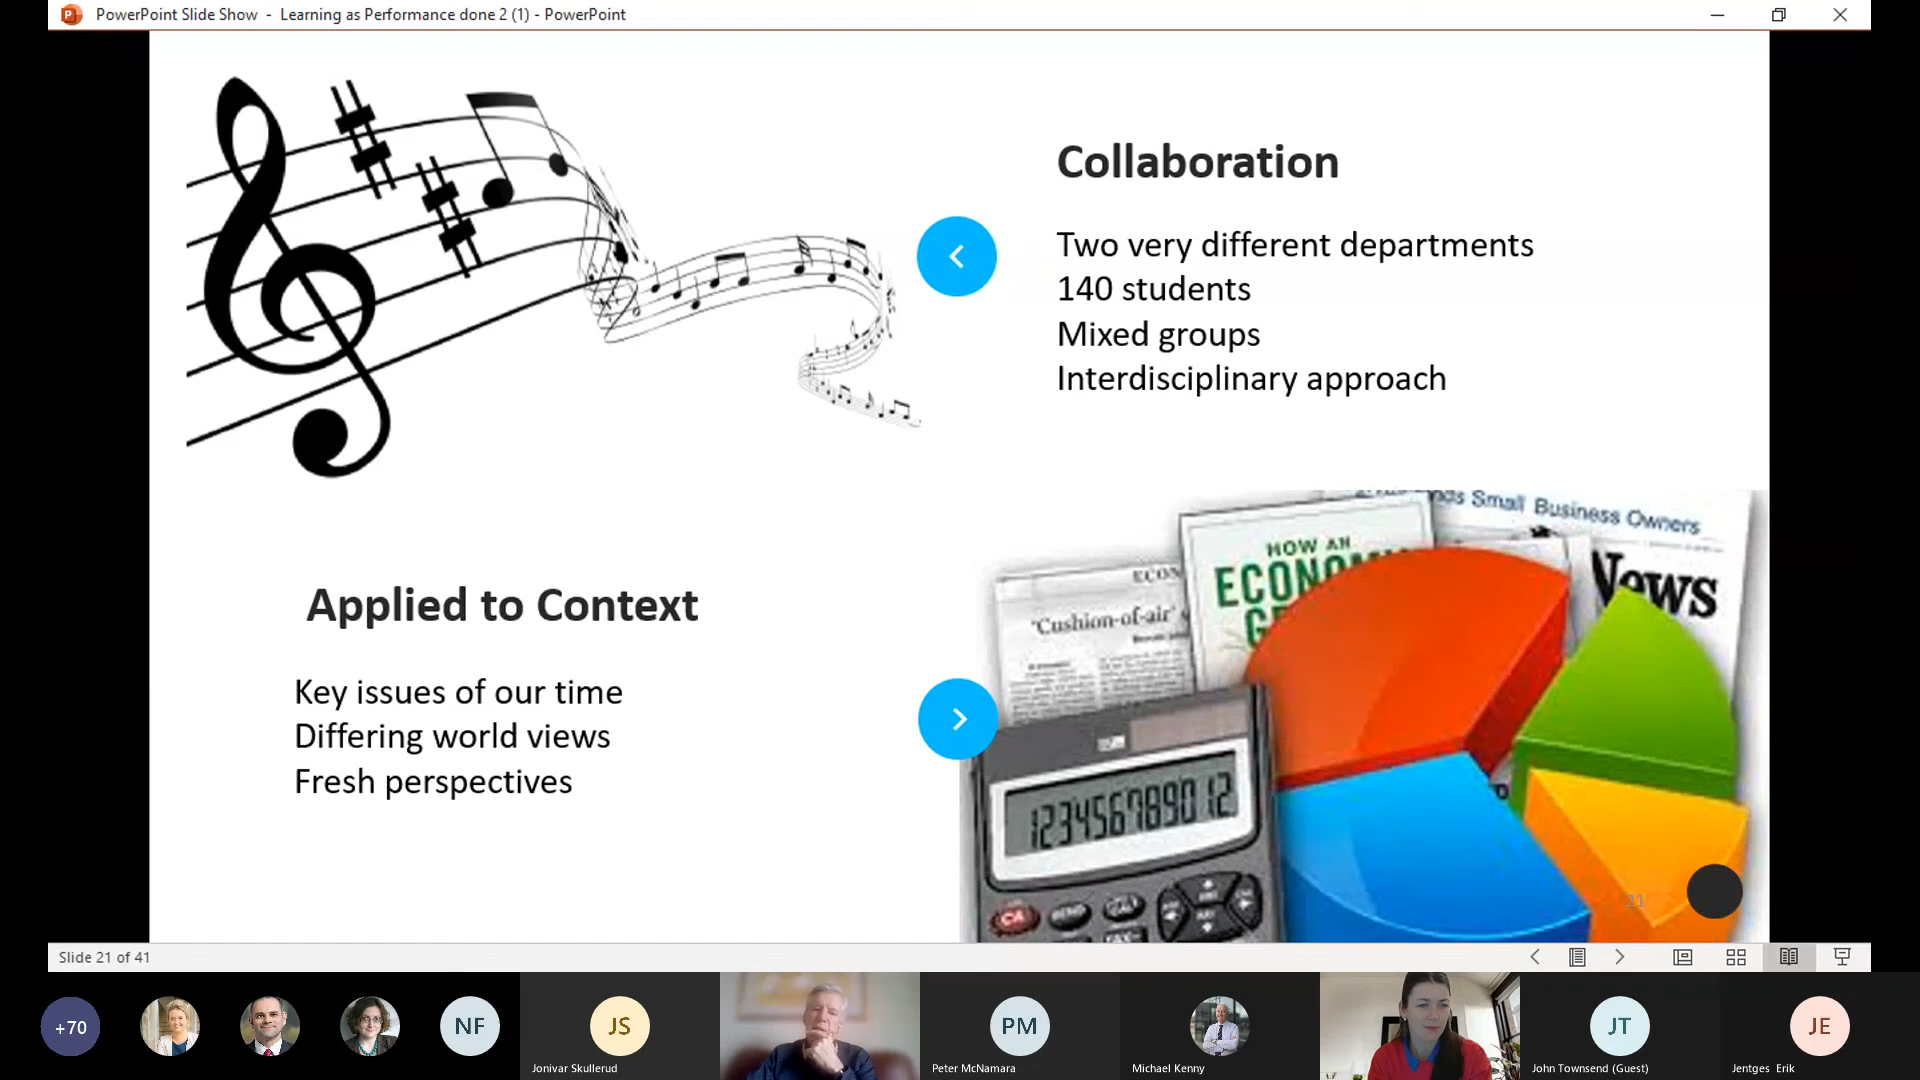 PowerPoint Slide Show - Learning as Performance done 2 (1) - PowerPoint
Collaboration
Two very different departments
140 students
Mixed groups
Interdisciplinary approach
Applied to Context
Key issues of our time
Differing world views
Fresh perspectives
Small Business Owners
HOW AN
News
'Cushion-of-air'
123456789012
CA
21
Slide 21 of 41
+70
NF
JS
PM
JT
JE
Jonivar Skullerud
Peter McNamara
Michael Kenny
John Townsend (Guest)
Jentges Erik